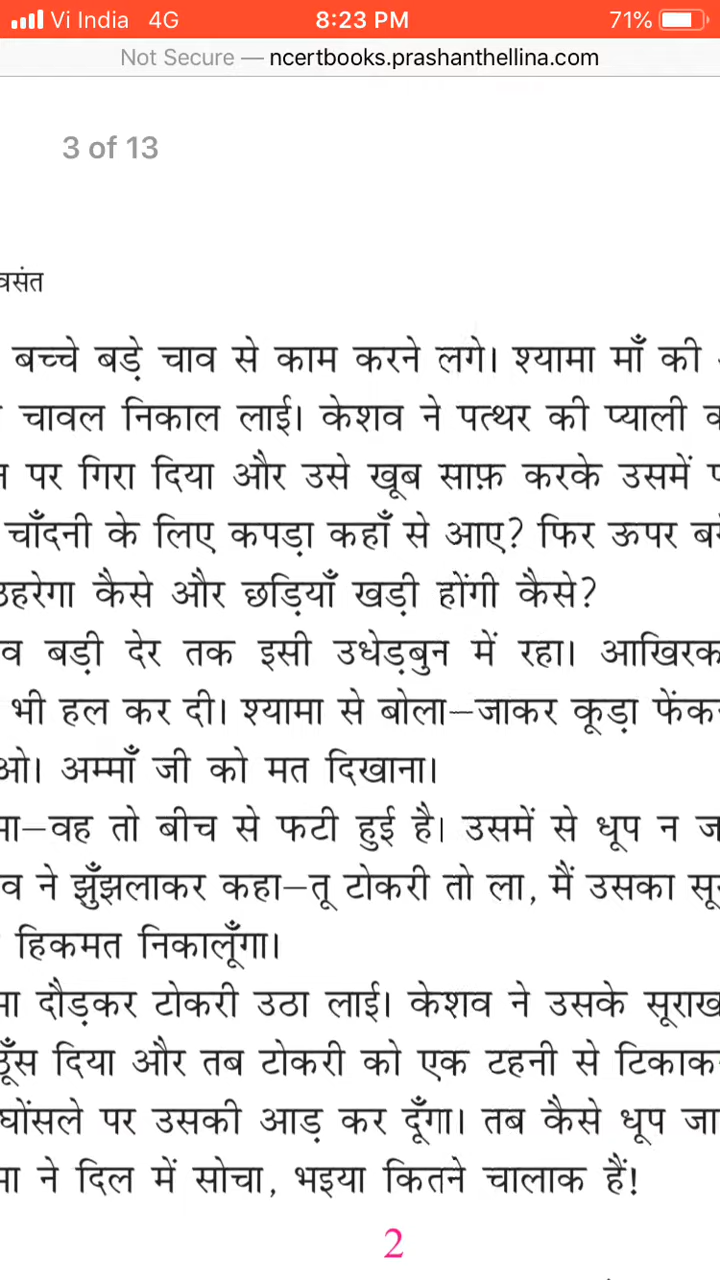 Vi India 4G 8:23 PM 71%
Not Secure — ncertbooks.prashanthellina.com
3 of 13
वसंत
बच्चे बड़े चाव से काम करने लगे। श्यामा माँ की
चावल निकाल लाई। केशव ने पत्थर की प्याली
पर गिरा दिया और उसे खूब साफ़ करके उसमें
चाँदनी के लिए कपड़ा कहाँ से आए? फिर ऊपर
कैसे और छड़ियाँ खड़ी होंगी कैसे?
बड़ी देर तक इसी उधेड़बुन में रहा।
भी हल कर दी। श्यामा से बोला—जाकर कूड़ा
अम्माँ जी को मत दिखाना।
—वह तो बीच से फटी हुई है। उसमें से धूप न
ने झुँझलाकर कहा—तू टोकरी तो ला, मैं उसका
हिकमत निकालूँगा।
दौड़कर टोकरी उठा लाई। केशव ने उसके सूराख
दिया और तब टोकरी को एक टहनी से
घोंसले पर उसकी आड़ कर दूँगा। तब कैसे धूप
ने दिल में सोचा, भइया कितने चालाक हैं!
2